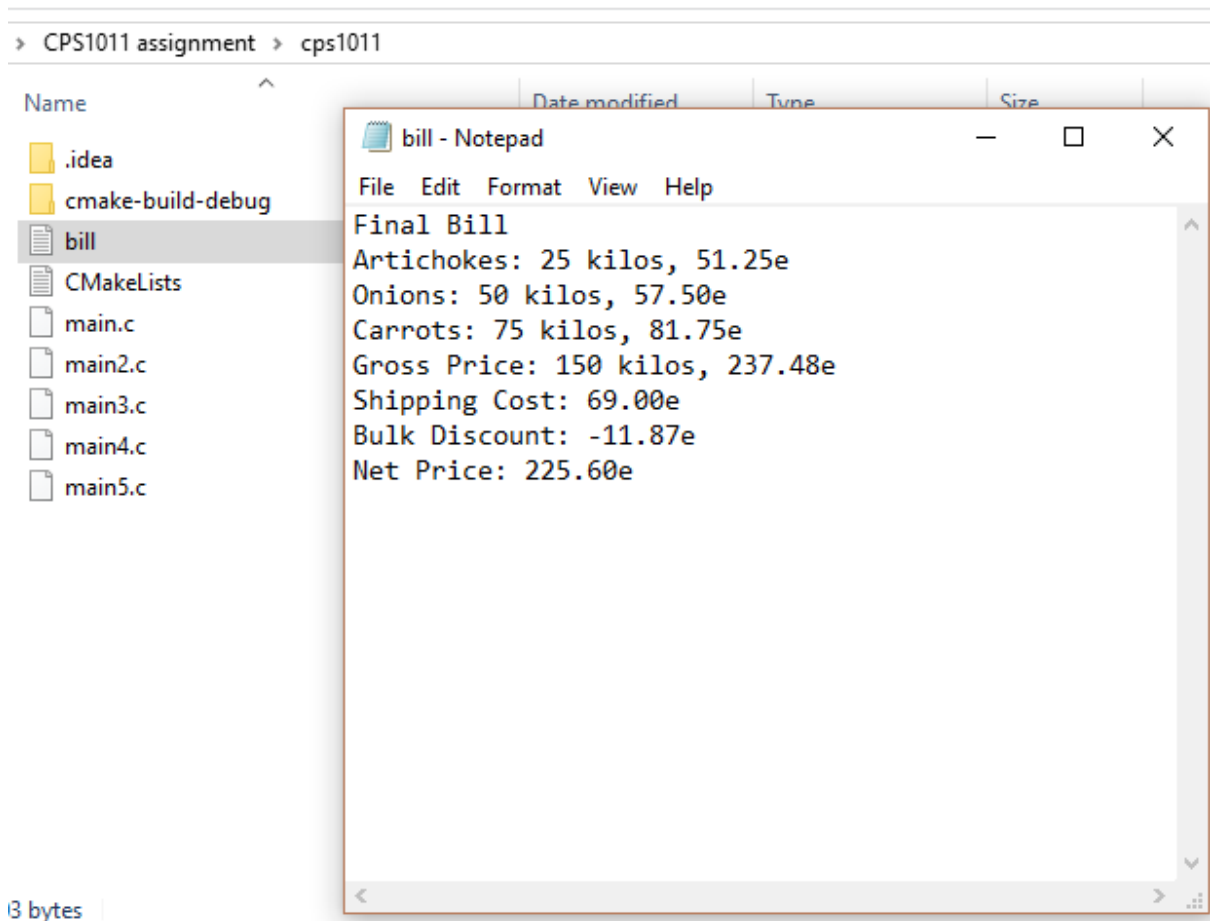 > CPS1011 assignment > cps1011
Name Date modified Type Size
.idea
cmake-build-debug
bill
CMakeLists
main.c
main2.c
main3.c
main4.c
main5.c
bill - Notepad
File Edit Format View Help
Final Bill
Artichokes: 25 kilos, 51.25e
Onions: 50 kilos, 57.50e
Carrots: 75 kilos, 81.75e
Gross Price: 150 kilos, 237.48e
Shipping Cost: 69.00e
Bulk Discount: -11.87e
Net Price: 225.60e
3 bytes